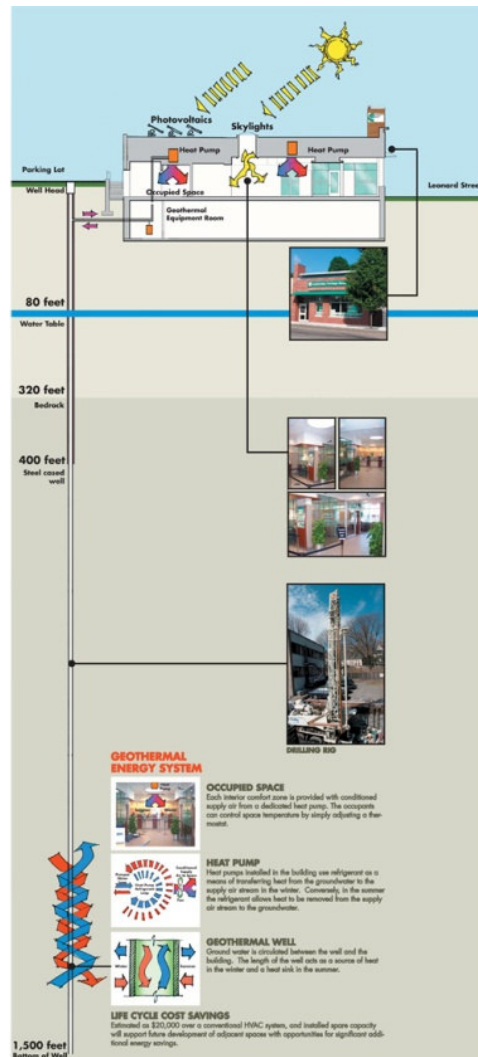 Photovoltaics
Skylights
Heat Pump
Heat Pump
Parking Lot
Well Head
Occupied Space
Leonard Street
Geothermal
Equipment Room
80 feet
Water Table
320 feet
Bedrock
400 feet
Steel cased
well
DRILLING RIG
GEOTHERMAL
ENERGY SYSTEM
Heat
Pump
OCCUPIED SPACE
Each interior comfort zone is provided with conditioned
supply air from a dedicated heat pump. The occupants
can control space temperature by simply adjusting a ther-
mostat.
HEAT PUMP
Heat pumps installed in the building use refrigerant as a
means of transferring heat from the groundwater to the
supply air stream in the winter. Conversely, in the summer
the refrigerant allows heat to be removed from the supply
air stream to the groundwater.
Winter
Summer
GEOTHERMAL WELL
Ground water is circulated between the well and the
building. The length of the well acts as a source of heat
in the winter and a heat sink in the summer.
LIFE CYCLE COST SAVINGS
Estimated as $20,000 over a conventional HVAC system, and installed spare capacity
will support future development of adjacent spaces with opportunities for significant addi-
tional energy savings.
1,500 feet
Bottom of Well